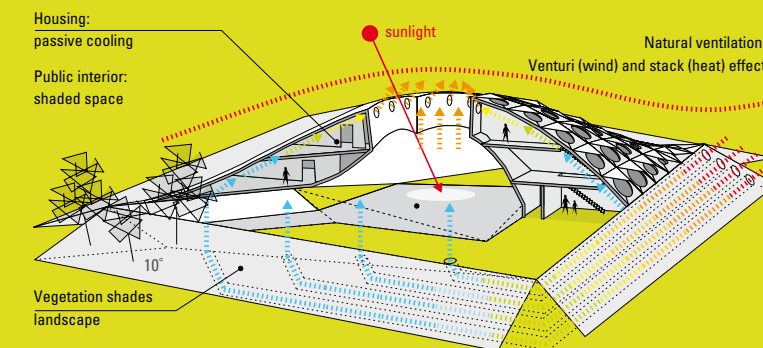 Housing:
passive cooling
Public interior:
shaded space
sunlight
Natural ventilation
Venturi (wind) and stack (heat) effect
10°
Vegetation shades
landscape